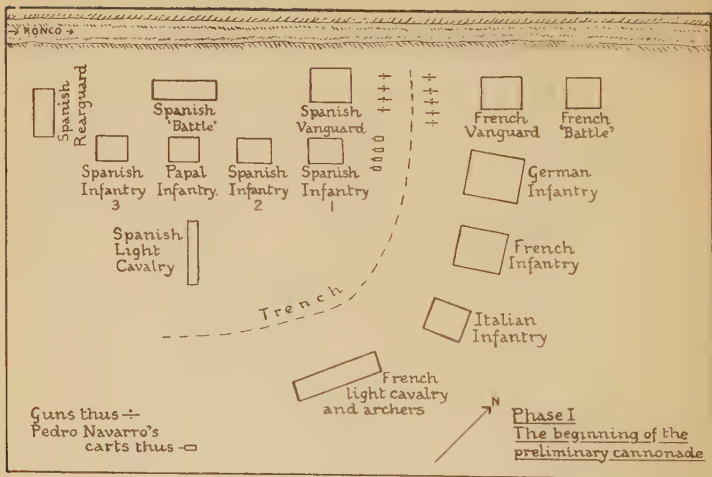 RONCO
Spanish
Rearguard
Spanish
'Battle'
Spanish
Vanguard
French
Vanguard
French
'Battle'
Spanish
Infantry
3
Papal
Infantry.
Spanish
Infantry
2
Spanish
Infantry
1
German
Infantry
Spanish
Light
Cavalry
French
Infantry
Trench
Italian
Infantry
French
light cavalry
and archers
Guns thus
Pedro Navarro's
carts thus
N
Phase I
The beginning of the
preliminary cannonade